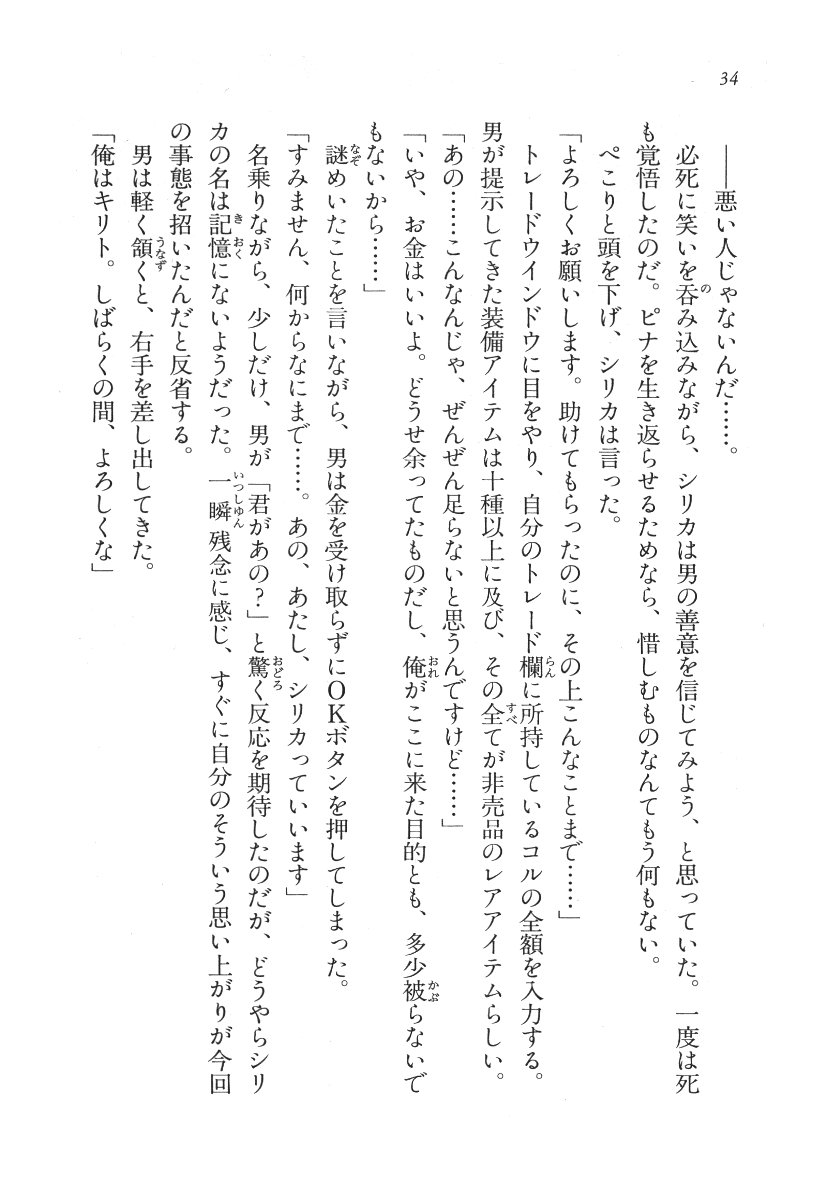 34
――悪い人じゃないんだ……。
必死に笑いを呑み込みながら、シリカは男の善意を信じてみよう、と思っていた。一度は死
も覚悟したのだ。ピナを生き返らせるためなら、惜しむものなんてもう何もない。
ぺこりと頭を下げ、シリカは言った。
「よろしくお願いします。助けてもらったのに、その上こんなことまで……」
トレードウインドウに目をやり、自分のトレード欄に所持しているコルの全額を入力する。
男が提示してきた装備アイテムは十種以上に及び、その全てが非売品のレアアイテムらしい。
「あの……こんなんじゃ、ぜんぜん足らないと思うんですけど……」
「いや、お金はいいよ。どうせ余ってたものだし、俺がここに来た目的とも、多少被らないで
もないから……」
謎めいたことを言いながら、男は金を受け取らずにOKボタンを押してしまった。
「すみません、何からなにまで……。あの、あたし、シリカっていいます」
名乗りながら、少しだけ、男が「君があの?」と驚く反応を期待したのだが、どうやらシリ
カの名は記憶にないようだった。一瞬残念に感じ、すぐに自分のそういう思い上がりが今回
の事態を招いたんだと反省する。
男は軽く頷くと、右手を差し出してきた。
「俺はキリト。しばらくの間、よろしくな」